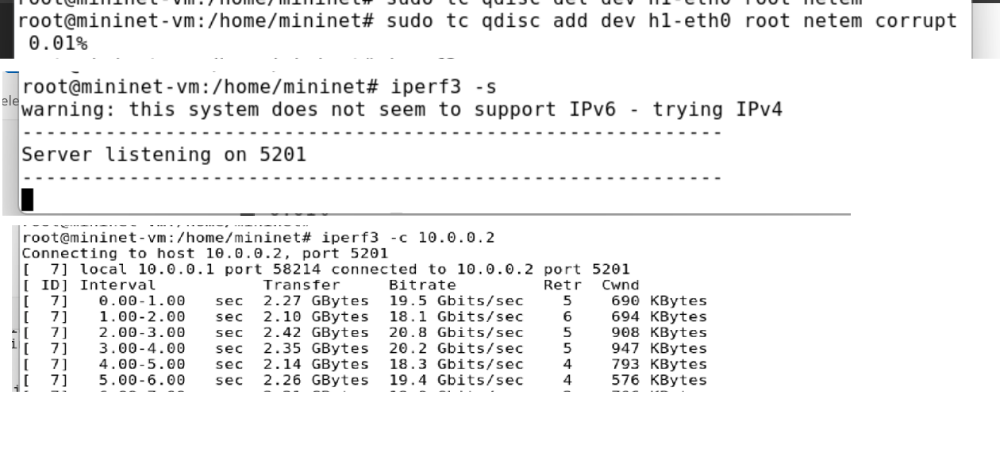 root@mininet-vm:/home/mininet# sudo tc qdisc del dev h1-eth0 root netem
root@mininet-vm:/home/mininet# sudo tc qdisc add dev h1-eth0 root netem corrupt
 0.01%
ele
root@mininet-vm:/home/mininet# iperf3 -s
warning: this system does not seem to support IPv6 - trying IPv4
-----------------------------------------------------------
Server listening on 5201
-----------------------------------------------------------
root@mininet-vm:/home/mininet# iperf3 -c 10.0.0.2
Connecting to host 10.0.0.2, port 5201
[  7] local 10.0.0.1 port 58214 connected to 10.0.0.2 port 5201
[ ID] Interval           Transfer     Bitrate         Retr  Cwnd
[  7]   0.00-1.00   sec  2.27 GBytes  19.5 Gbits/sec    5    690 KBytes
[  7]   1.00-2.00   sec  2.10 GBytes  18.1 Gbits/sec    6    694 KBytes
[  7]   2.00-3.00   sec  2.42 GBytes  20.8 Gbits/sec    5    908 KBytes
[  7]   3.00-4.00   sec  2.35 GBytes  20.2 Gbits/sec    5    947 KBytes
[  7]   4.00-5.00   sec  2.14 GBytes  18.3 Gbits/sec    4    793 KBytes
[  7]   5.00-6.00   sec  2.26 GBytes  19.4 Gbits/sec    4    576 KBytes